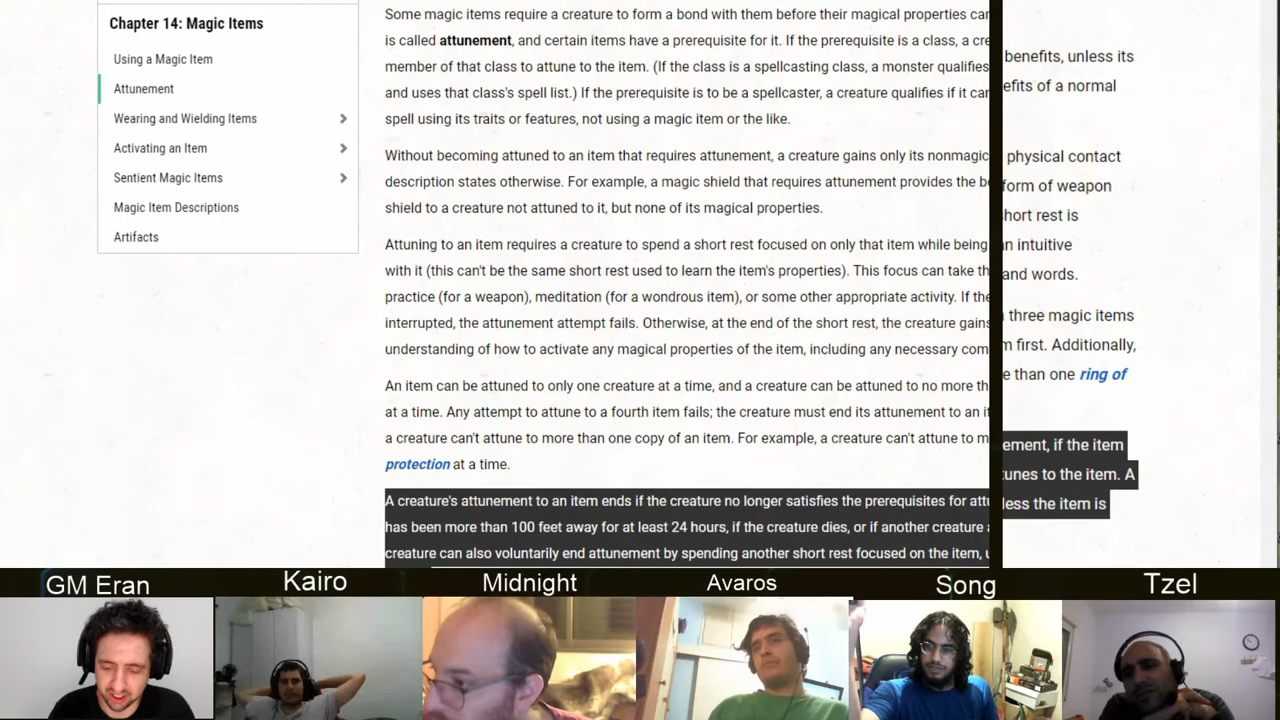 Chapter 14: Magic Items
Using a Magic Item
Attunement
Wearing and Wielding Items
Activating an Item
Sentient Magic Items
Magic Item Descriptions
Artifacts
Some magic items require a creature to form a bond with them before their magical properties can
is called attunement, and certain items have a prerequisite for it. If the prerequisite is a class, a cre
member of that class to attune to the item. (If the class is a spellcasting class, a monster qualifies
and uses that class's spell list.) If the prerequisite is to be a spellcaster, a creature qualifies if it can
spell using its traits or features, not using a magic item or the like.
Without becoming attuned to an item that requires attunement, a creature gains only its nonmagic
description states otherwise. For example, a magic shield that requires attunement provides the be
shield to a creature not attuned to it, but none of its magical properties.
Attuning to an item requires a creature to spend a short rest focused on only that item while being
with it (this can't be the same short rest used to learn the item's properties). This focus can take th
practice (for a weapon), meditation (for a wondrous item), or some other appropriate activity. If the
interrupted, the attunement attempt fails. Otherwise, at the end of the short rest, the creature gains
understanding of how to activate any magical properties of the item, including any necessary com
An item can be attuned to only one creature at a time, and a creature can be attuned to no more th
at a time. Any attempt to attune to a fourth item fails; the creature must end its attunement to an it
a creature can't attune to more than one copy of an item. For example, a creature can't attune to m
protection at a time.
A creature's attunement to an item ends if the creature no longer satisfies the prerequisites for attu
has been more than 100 feet away for at least 24 hours, if the creature dies, or if another creature a
creature can also voluntarily end attunement by spending another short rest focused on the item, u
benefits, unless its
efits of a normal
physical contact
form of weapon
hort rest is
an intuitive
and words.
three magic items
m first. Additionally,
e than one ring of
ement, if the item
unes to the item. A
less the item is
GM Eran
Kairo
Midnight
Avaros
Song
Tzel